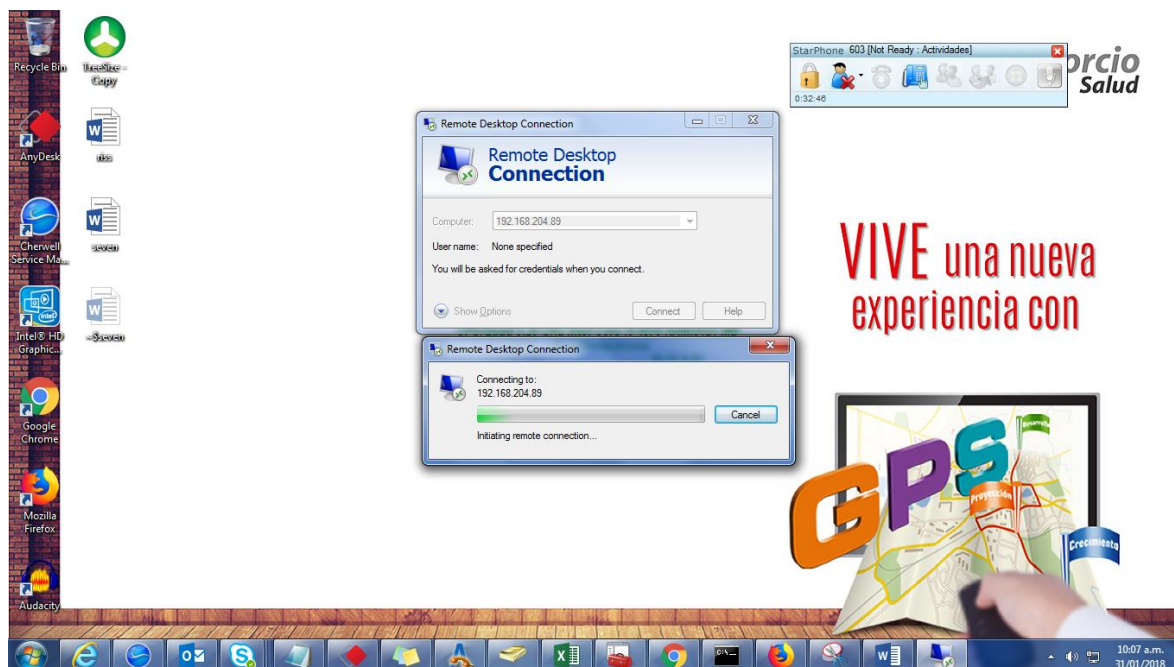 Recycle Bin
TreeSize -
Copy
AnyDesk
riss
Cherwell
Service Ma...
seven
Intel® HD
Graphic...
~$seven
Google
Chrome
Mozilla
Firefox
Audacity
StarPhone 603 [Not Ready : Actividades]
0:32:46
orcio
Salud
Remote Desktop Connection
Remote Desktop
Connection
Computer: 192.168.204.89
User name: None specified
You will be asked for credentials when you connect.
Show Options
Connect
Help
Remote Desktop Connection
Connecting to:
192.168.204.89
Cancel
Initiating remote connection...
VIVE una nueva
experiencia con
GPS
Desarrollo
Proyección
Crecimiento
10:07 a.m.